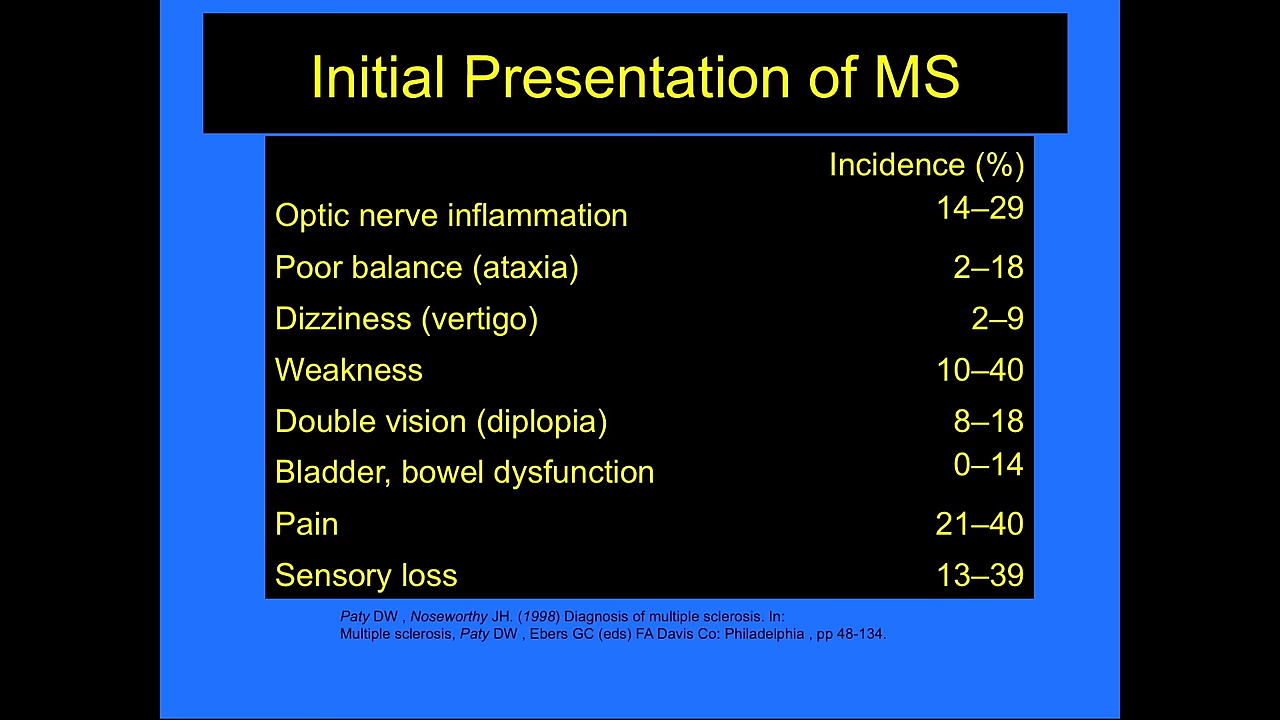 Initial Presentation of MS
Incidence (%)
Optic nerve inflammation 14–29
Poor balance (ataxia) 2–18
Dizziness (vertigo) 2–9
Weakness 10–40
Double vision (diplopia) 8–18
Bladder, bowel dysfunction 0–14
Pain 21–40
Sensory loss 13–39
Paty DW , Noseworthy JH. (1998) Diagnosis of multiple sclerosis. In:
Multiple sclerosis, Paty DW , Ebers GC (eds) FA Davis Co: Philadelphia , pp 48-134.